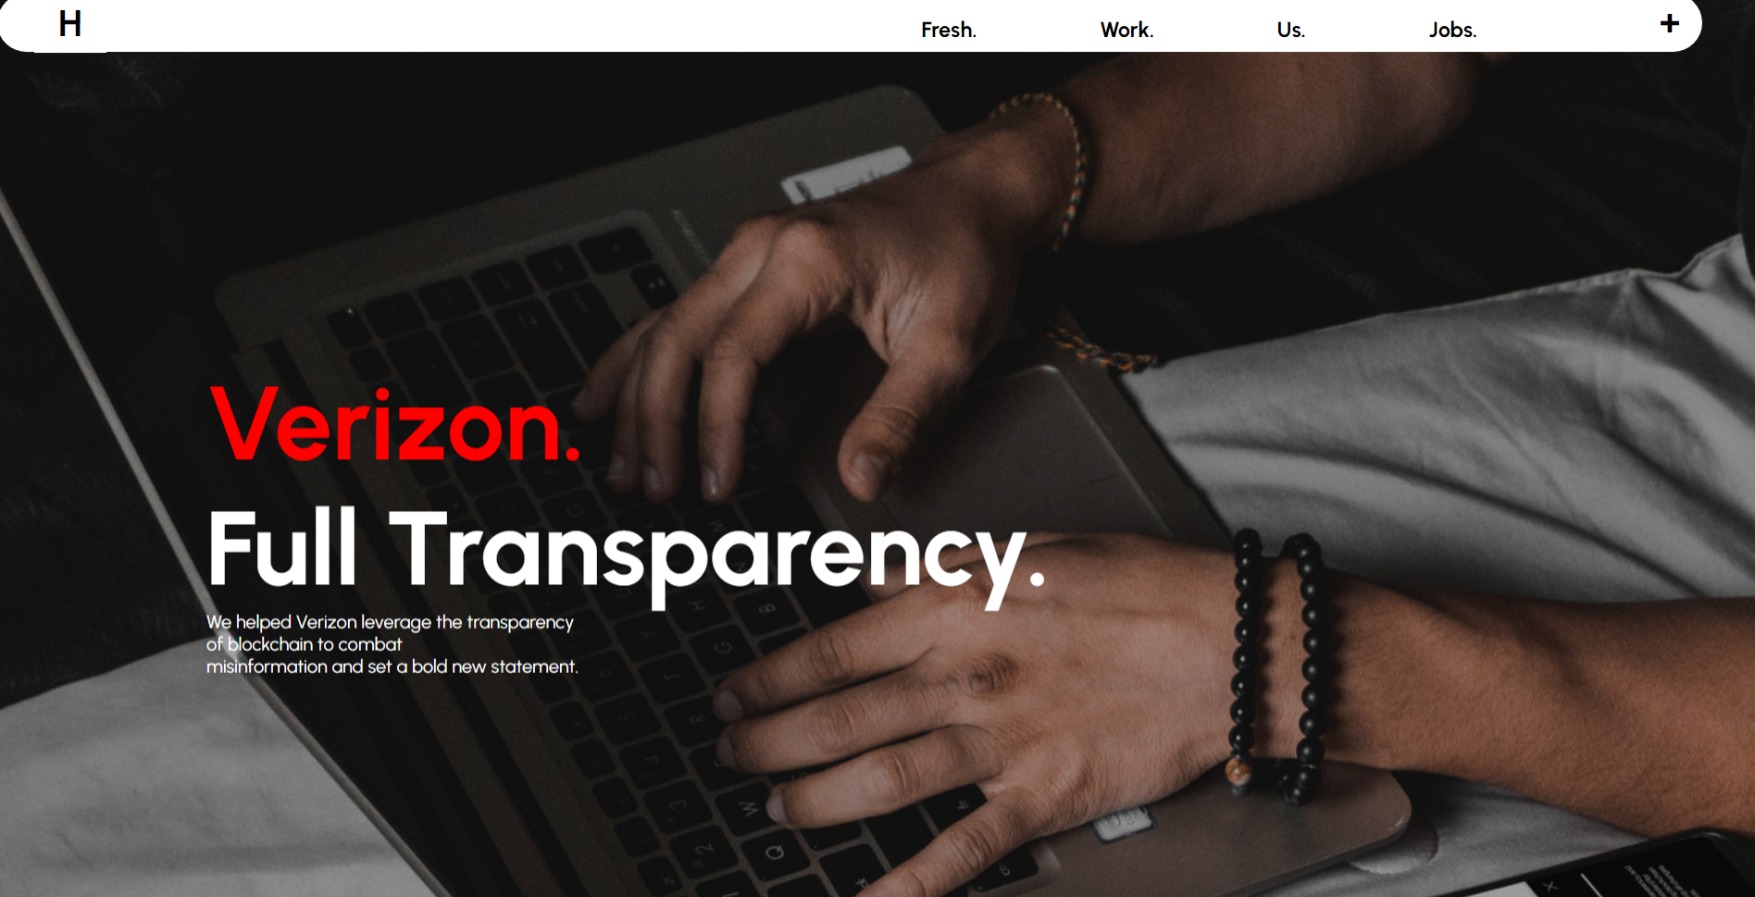 H
Fresh. Work. Us. Jobs. +
Verizon.
Full Transparency.
We helped Verizon leverage the transparency
of blockchain to combat
misinformation and set a bold new statement.